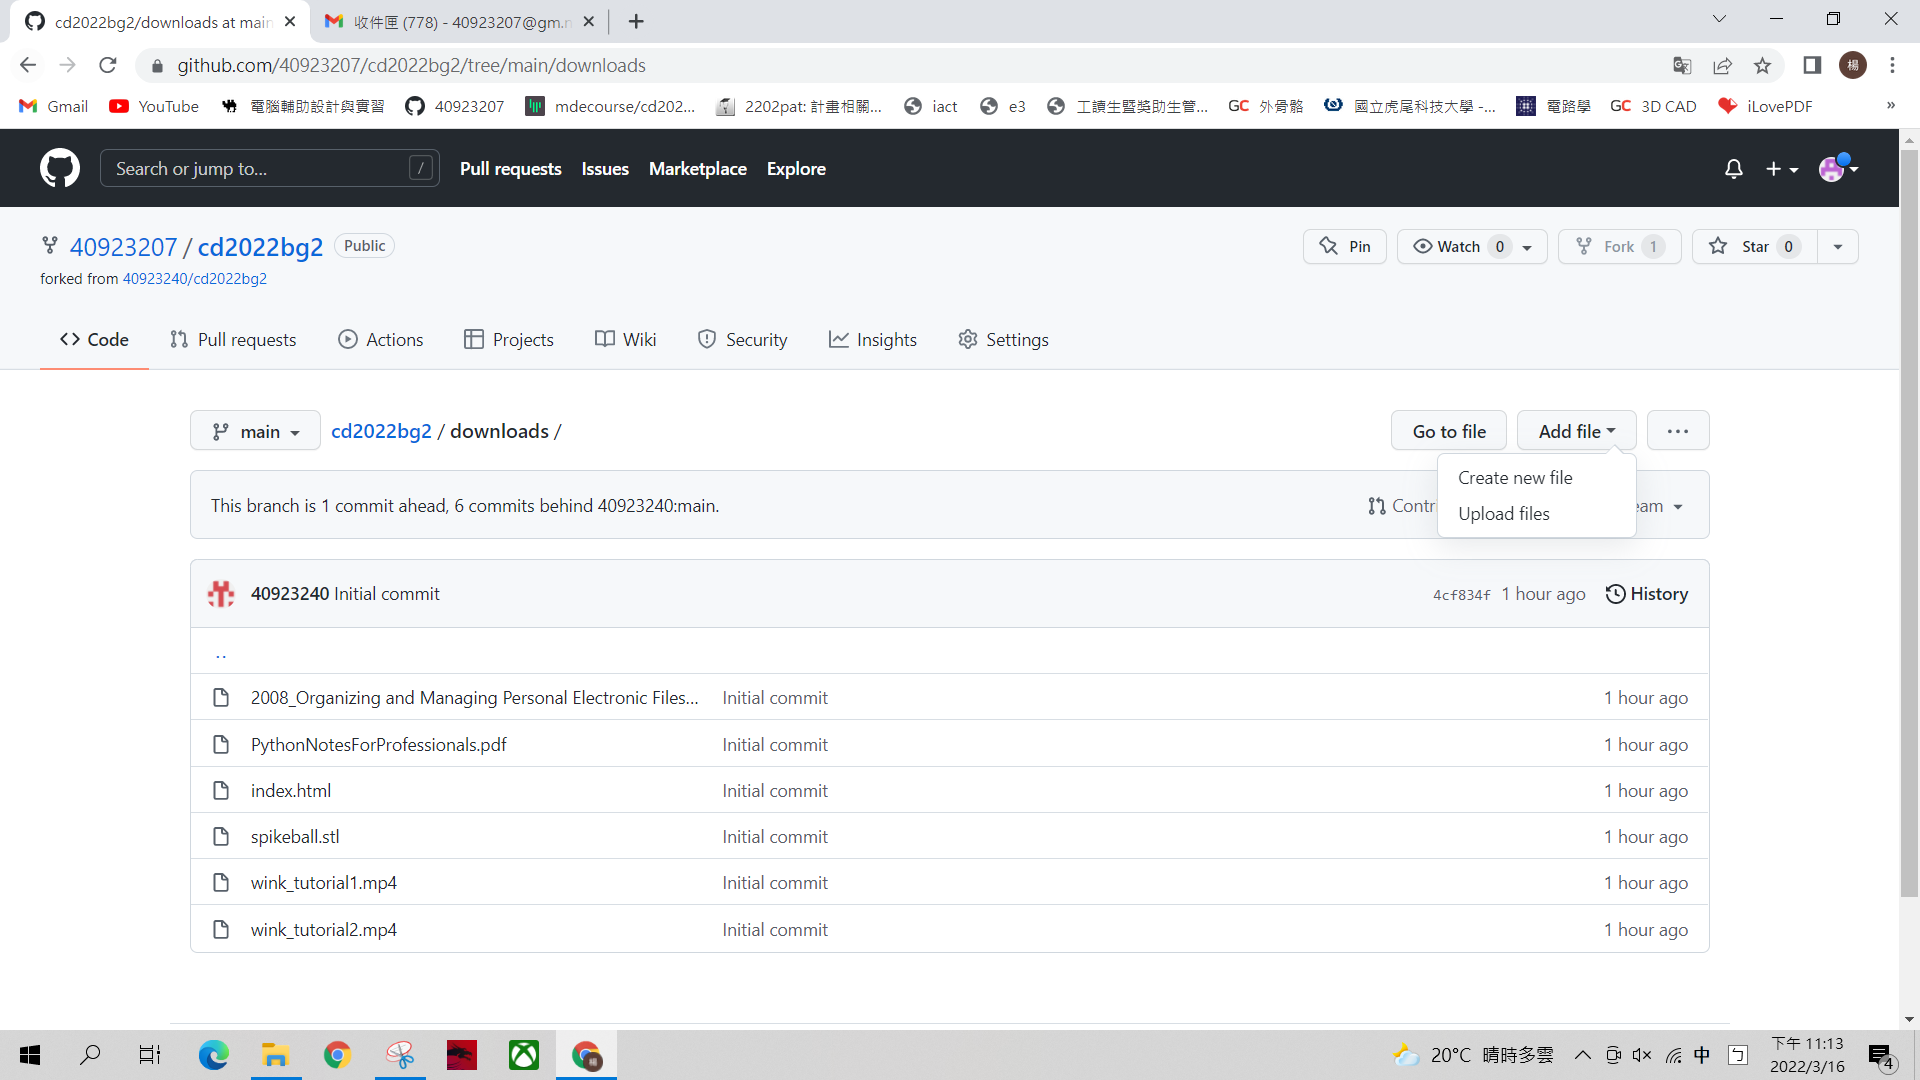 cd2022bg2/downloads at main
收件匣 (778) - 40923207@gm.n
github.com/40923207/cd2022bg2/tree/main/downloads
楊
Gmail YouTube 電腦輔助設計與實習 40923207 mdecourse/cd202... 2202pat: 計畫相關... iact e3 工讀生暨獎助生管... GC 外骨骼 國立虎尾科技大學 -... 電路學 GC 3D CAD iLovePDF »
Search or jump to... / Pull requests Issues Marketplace Explore
40923207 / cd2022bg2 Public
Pin Watch 0 Fork 1 Star 0
forked from 40923240/cd2022bg2
Code Pull requests Actions Projects Wiki Security Insights Settings
main cd2022bg2 / downloads / Go to file Add file ...
Create new file
This branch is 1 commit ahead, 6 commits behind 40923240:main. Contri eam
Upload files
40923240 Initial commit 4cf834f 1 hour ago History
..
2008_Organizing and Managing Personal Electronic Files... Initial commit 1 hour ago
PythonNotesForProfessionals.pdf Initial commit 1 hour ago
index.html Initial commit 1 hour ago
spikeball.stl Initial commit 1 hour ago
wink_tutorial1.mp4 Initial commit 1 hour ago
wink_tutorial2.mp4 Initial commit 1 hour ago
20°C 晴時多雲 中 ㄅ
下午 11:13
2022/3/16
4